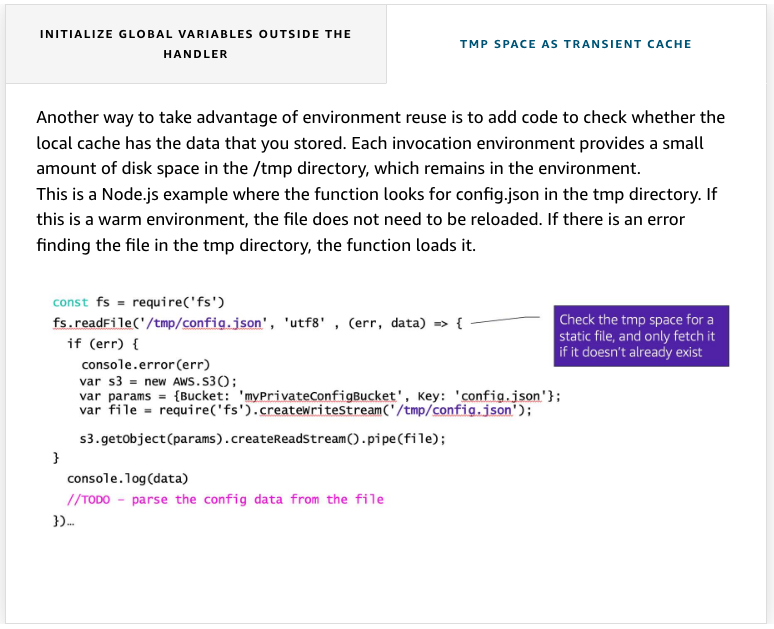 INITIALIZE GLOBAL VARIABLES OUTSIDE THE
HANDLER
TMP SPACE AS TRANSIENT CACHE
Another way to take advantage of environment reuse is to add code to check whether the
local cache has the data that you stored. Each invocation environment provides a small
amount of disk space in the /tmp directory, which remains in the environment.
This is a Node.js example where the function looks for config.json in the tmp directory. If
this is a warm environment, the file does not need to be reloaded. If there is an error
finding the file in the tmp directory, the function loads it.
const fs = require('fs')
fs.readFile('/tmp/config.json', 'utf8' , (err, data) => {
if (err) {
console.error(err)
var s3 = new AWS.S3();
var params = {Bucket: 'myPrivateConfigBucket', Key: 'config.json'};
var file = require('fs').createWriteStream('/tmp/config.json');
s3.getObject(params).createReadStream().pipe(file);
}
console.log(data)
//TODO – parse the config data from the file
})…
Check the tmp space for a
static file, and only fetch it
if it doesn't already exist